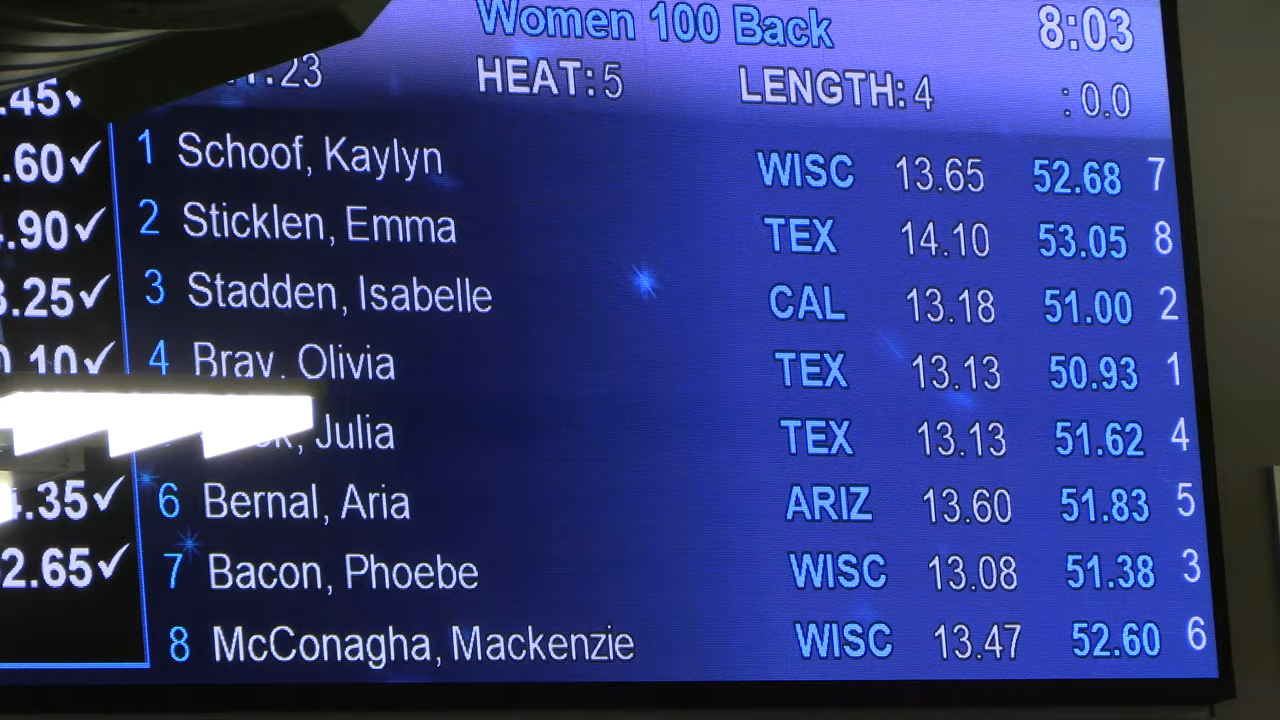 Women 100 Back 8:03
:23 HEAT:5 LENGTH:4 :0.0
.45
1 Schoof, Kaylyn WISC 13.65 52.68 7
.60✓
2 Sticklen, Emma TEX 14.10 53.05 8
.90✓
3 Stadden, Isabelle CAL 13.18 51.00 2
.25✓
4 Bray, Olivia TEX 13.13 50.93 1
.10✓
Julia TEX 13.13 51.62 4
6 Bernal, Aria ARIZ 13.60 51.83 5
.35✓
7 Bacon, Phoebe WISC 13.08 51.38 3
2.65✓
8 McConagha, Mackenzie WISC 13.47 52.60 6